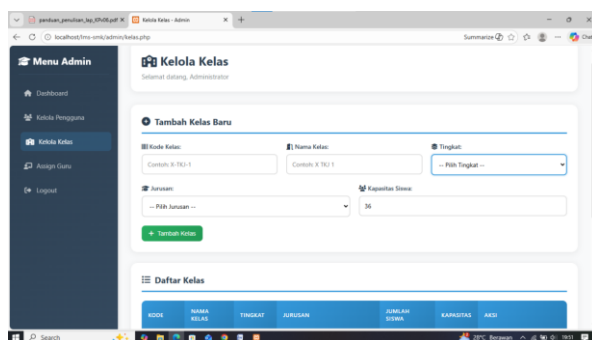 panduan_penulisan_lap_KP
Kelola Kelas - Admin
localhost/lms-smk/admin/kelas.php
Summarize
Menu Admin
Dashboard
Kelola Pengguna
Kelola Kelas
Assign Guru
Logout
Kelola Kelas
Selamat datang, Administrator
Tambah Kelas Baru
Kode Kelas: Nama Kelas: Tingkat:
Contoh: X-TKJ-1 Contoh: X TKJ 1 -- Pilih Tingkat --
Jurusan: Kapasitas Siswa:
-- Pilih Jurusan -- 36
+ Tambah Kelas
Daftar Kelas
KODE NAMA KELAS TINGKAT JURUSAN JUMLAH SISWA KAPASITAS AKSI
Search
28°C Berawan